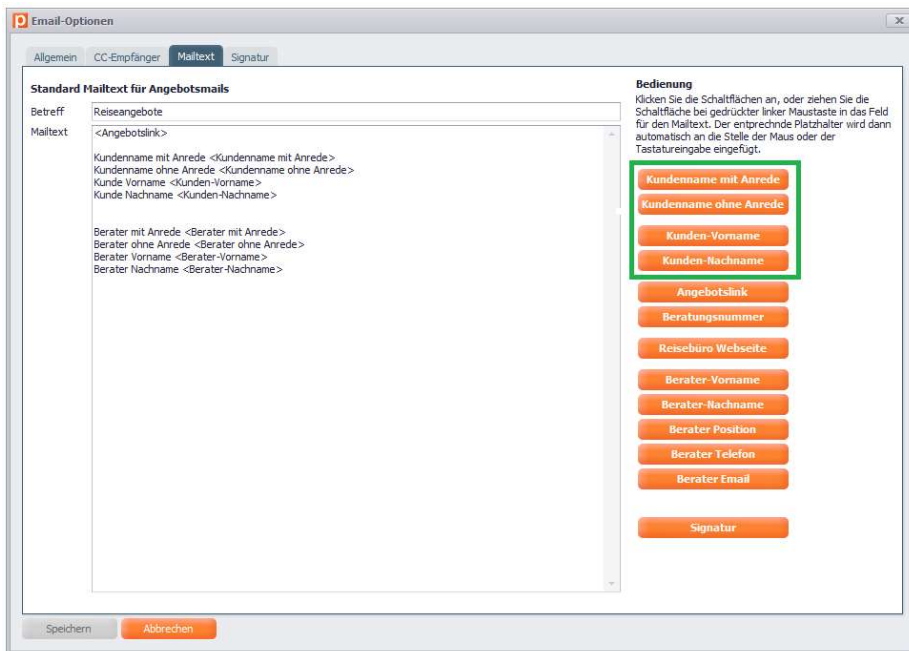 Email-Optionen
Allgemein CC-Empfänger Mailtext Signatur
Standard Mailtext für Angebotsmails
Betreff Reiseangebote
Mailtext <Angebotslink>
Kundenname mit Anrede <Kundenname mit Anrede>
Kundenname ohne Anrede <Kundenname ohne Anrede>
Kunde Vorname <Kunden-Vorname>
Kunde Nachname <Kunden-Nachname>
Berater mit Anrede <Berater mit Anrede>
Berater ohne Anrede <Berater ohne Anrede>
Berater Vorname <Berater-Vorname>
Berater Nachname <Berater-Nachname>
Bedienung
Klicken Sie die Schaltflächen an, oder ziehen Sie die
Schaltfläche bei gedrückter linker Maustaste in das Feld
für den Mailtext. Der entprechnde Platzhalter wird dann
automatisch an die Stelle der Maus oder der
Tastatureingabe eingefügt.
Kundenname mit Anrede
Kundenname ohne Anrede
Kunden-Vorname
Kunden-Nachname
Angebotslink
Beratungsnummer
Reisebüro Webseite
Berater-Vorname
Berater-Nachname
Berater Position
Berater Telefon
Berater Email
Signatur
Speichern Abbrechen